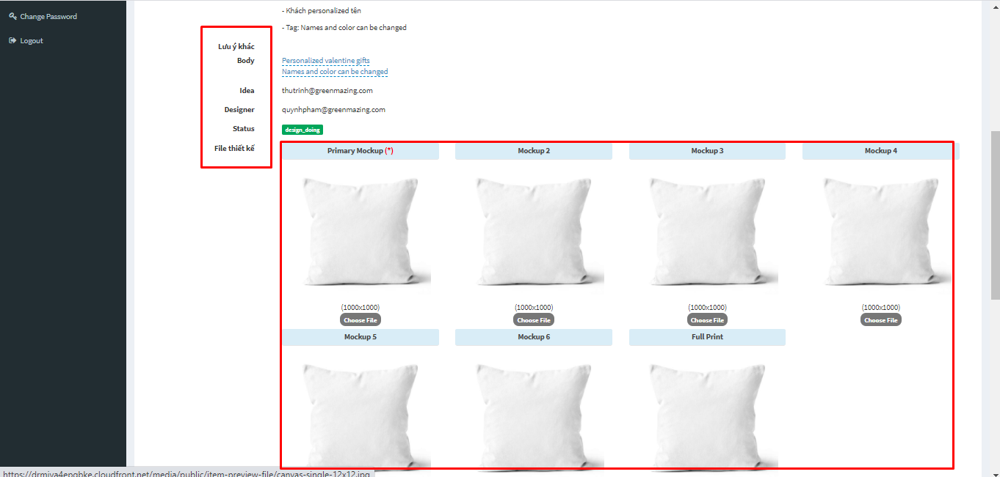 Change Password
Logout
- Khách personalized tên
- Tag: Names and color can be changed
Lưu ý khác
Body
Personalized valentine gifts
Names and color can be changed
Idea
thutrinh@greenmazing.com
Designer
quynhpham@greenmazing.com
Status
design_doing
File thiết kế
Primary Mockup (*)
Mockup 2
Mockup 3
Mockup 4
(1000x1000)
(1000x1000)
(1000x1000)
(1000x1000)
Choose File
Choose File
Choose File
Choose File
Mockup 5
Mockup 6
Full Print
https://drmiva4epqbke.cloudfront.net/media/public/item-preview-file/canvas-single-12x12.jpg